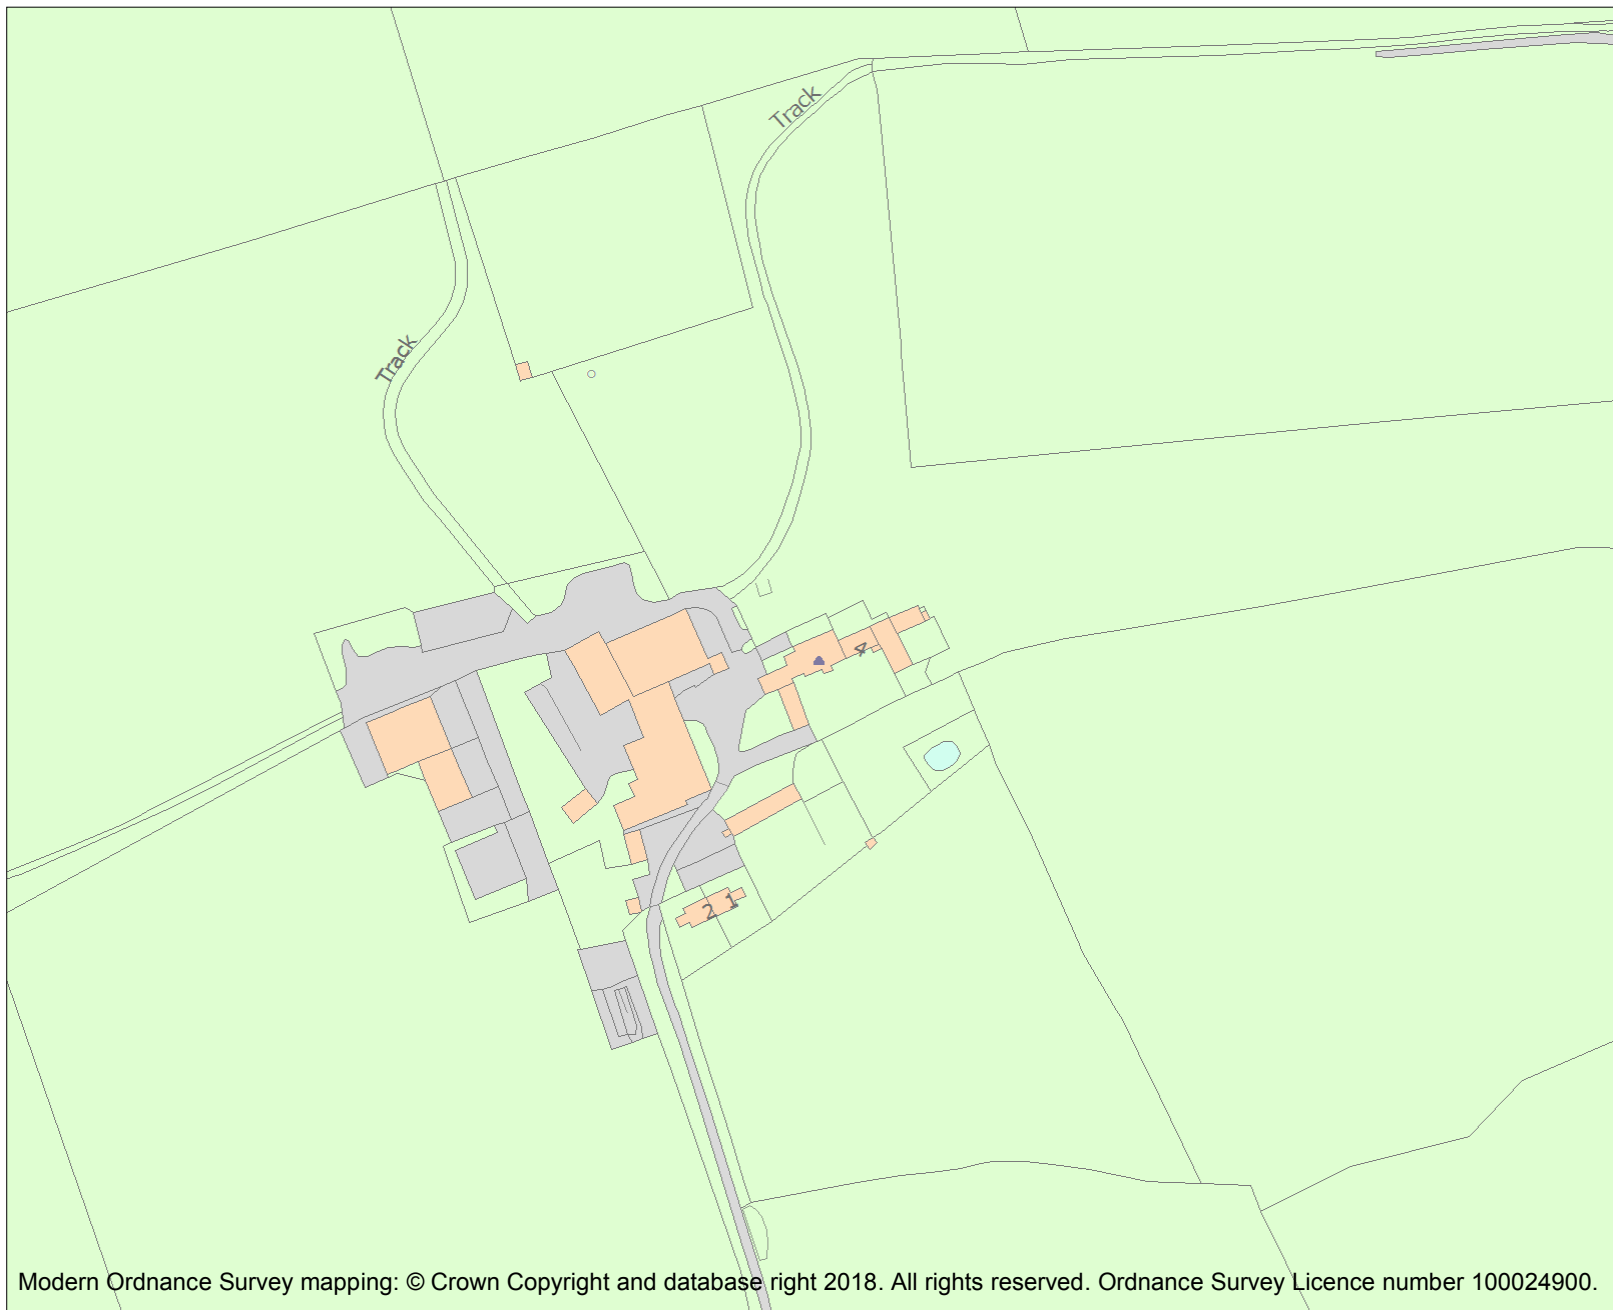 Track
Track
4
2 1
Modern Ordnance Survey mapping: © Crown Copyright and database right 2018. All rights reserved. Ordnance Survey Licence number 100024900.